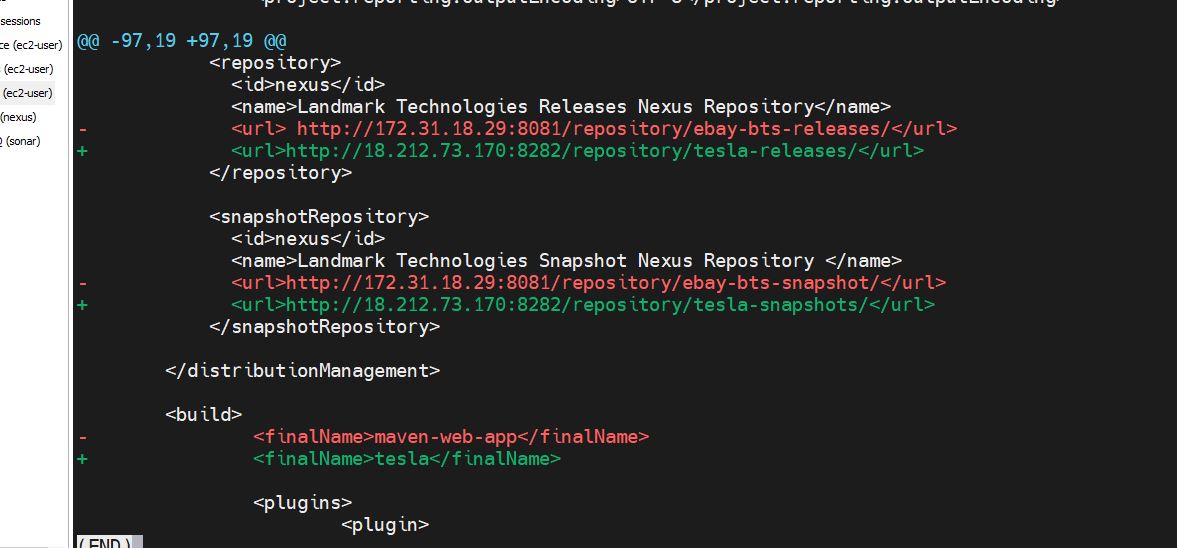 sessions
ce (ec2-user)
(ec2-user)
(ec2-user)
(nexus)
(sonar)
@@ -97,19 +97,19 @@
<repository>
<id>nexus</id>
<name>Landmark Technologies Releases Nexus Repository</name>
- <url> http://172.31.18.29:8081/repository/ebay-bts-releases/</url>
+ <url>http://18.212.73.170:8282/repository/tesla-releases/</url>
</repository>
<snapshotRepository>
<id>nexus</id>
<name>Landmark Technologies Snapshot Nexus Repository </name>
- <url>http://172.31.18.29:8081/repository/ebay-bts-snapshot/</url>
+ <url>http://18.212.73.170:8282/repository/tesla-snapshots/</url>
</snapshotRepository>
</distributionManagement>
<build>
- <finalName>maven-web-app</finalName>
+ <finalName>tesla</finalName>
<plugins>
<plugin>
(END)